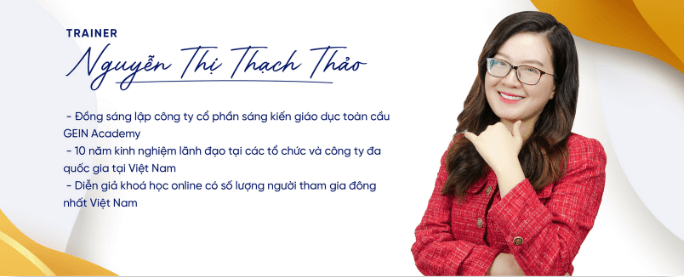 TRAINER
Nguyễn Thị Thạch Thảo
- Đồng sáng lập công ty cổ phần sáng kiến giáo dục toàn cầu
GEIN Academy
- 10 năm kinh nghiệm lãnh đạo tại các tổ chức và công ty đa
quốc gia tại Việt Nam
- Diễn giả khoá học online có số lượng người tham gia đông
nhất Việt Nam